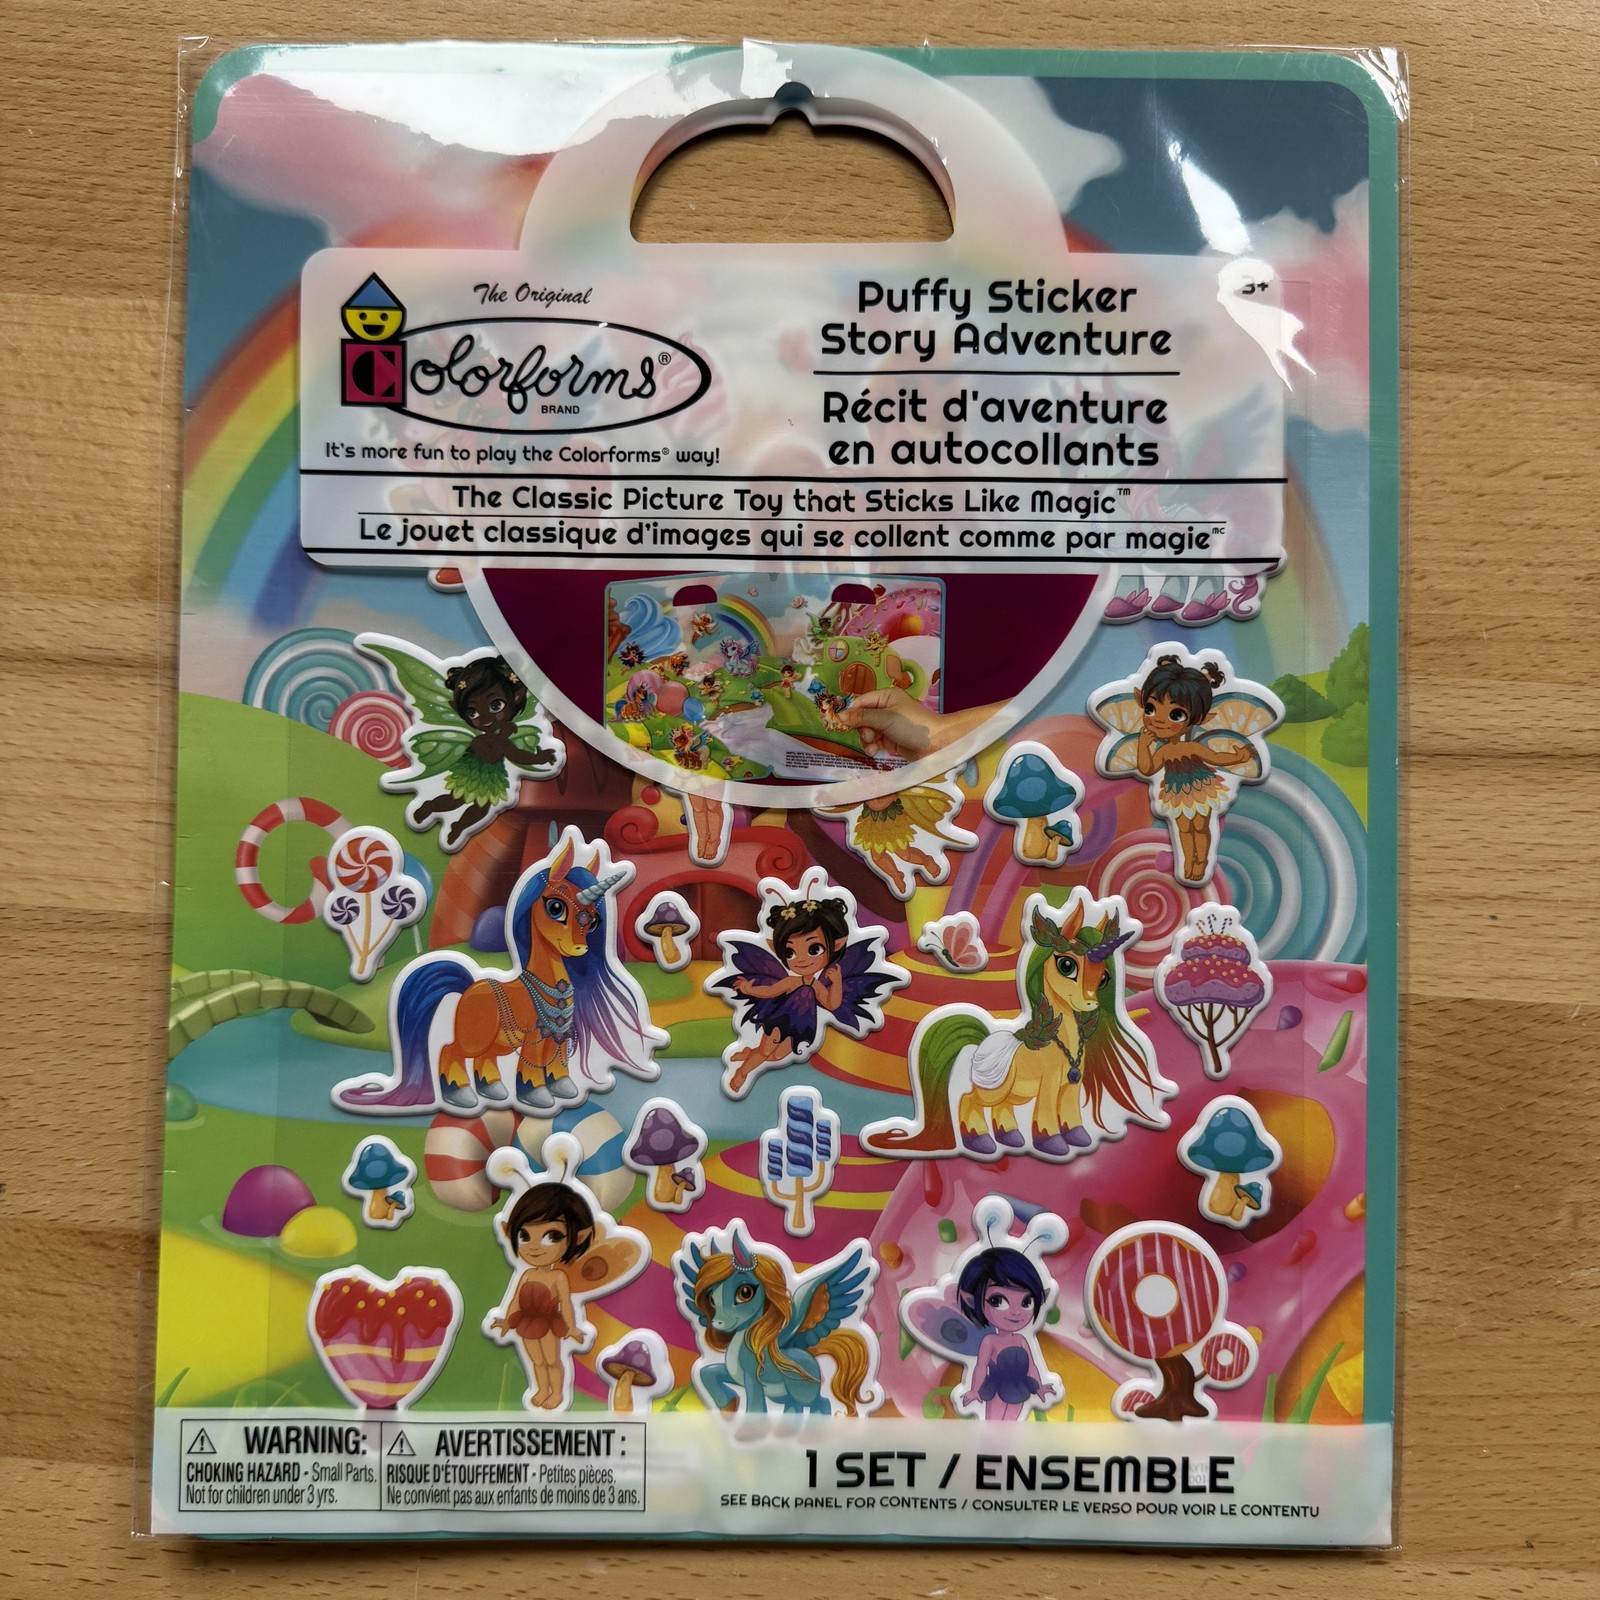 The Original
Colorforms®
BRAND
It's more fun to play the Colorforms® way!
Puffy Sticker
Story Adventure
Récit d'aventure
en autocollants
3+
The Classic Picture Toy that Sticks Like Magic™
Le jouet classique d'images qui se collent comme par magie mc
WARNING:
CHOKING HAZARD - Small Parts.
Not for children under 3 yrs.
AVERTISSEMENT :
RISQUE D'ÉTOUFFEMENT - Petites pièces.
Ne convient pas aux enfants de moins de 3 ans.
1 SET / ENSEMBLE
SEE BACK PANEL FOR CONTENTS / CONSULTER LE VERSO POUR VOIR LE CONTENTU